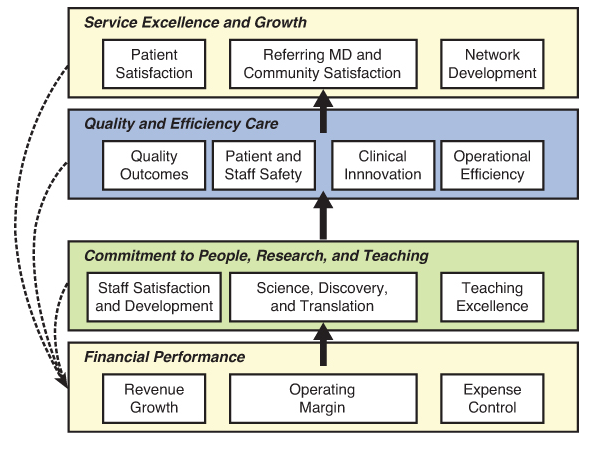 Service Excellence and Growth
Patient
Satisfaction
Referring MD and
Community Satisfaction
Network
Development
Quality and Efficiency Care
Quality
Outcomes
Patient and
Staff Safety
Clinical
Innnovation
Operational
Efficiency
Commitment to People, Research, and Teaching
Staff Satisfaction
and Development
Science, Discovery,
and Translation
Teaching
Excellence
Financial Performance
Revenue
Growth
Operating
Margin
Expense
Control